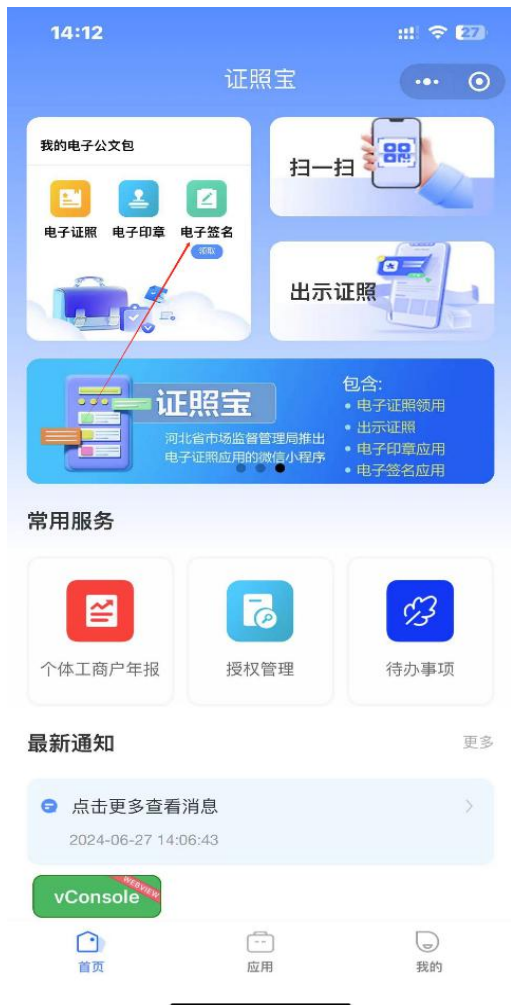 14:12
27
证照宝
我的电子公文包
电子证照 电子印章 电子签名
领取
扫一扫
出示证照
证照宝
河北省市场监督管理局推出
电子证照应用的微信小程序
包含:
• 电子证照领用
• 出示证照
• 电子印章应用
• 电子签名应用
常用服务
个体工商户年报 授权管理 待办事项
最新通知 更多
点击更多查看消息
2024-06-27 14:06:43
vConsole
WEBVIEW
首页 应用 我的